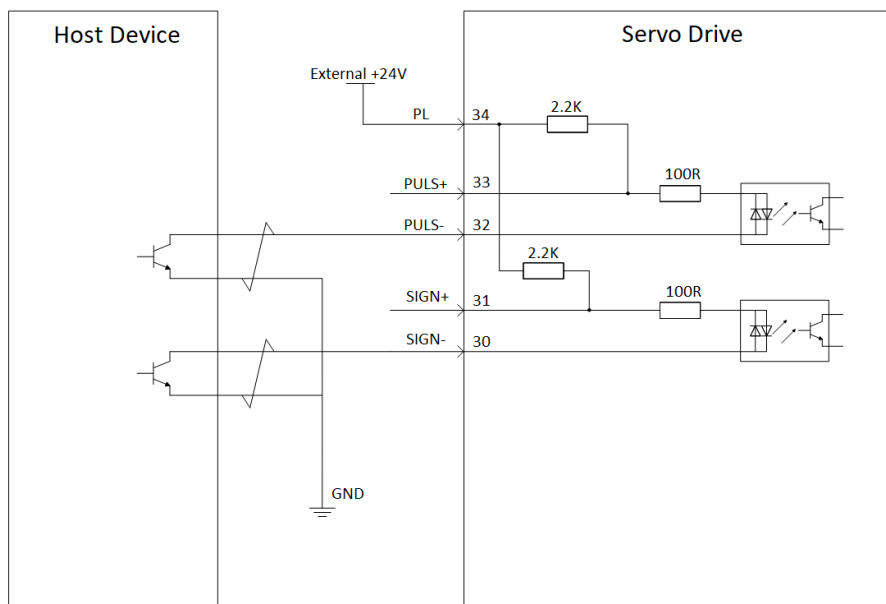 Host Device
Servo Drive
External +24V
PL
34
2.2K
PULS+
33
100R
PULS-
32
2.2K
SIGN+
31
100R
SIGN-
30
GND